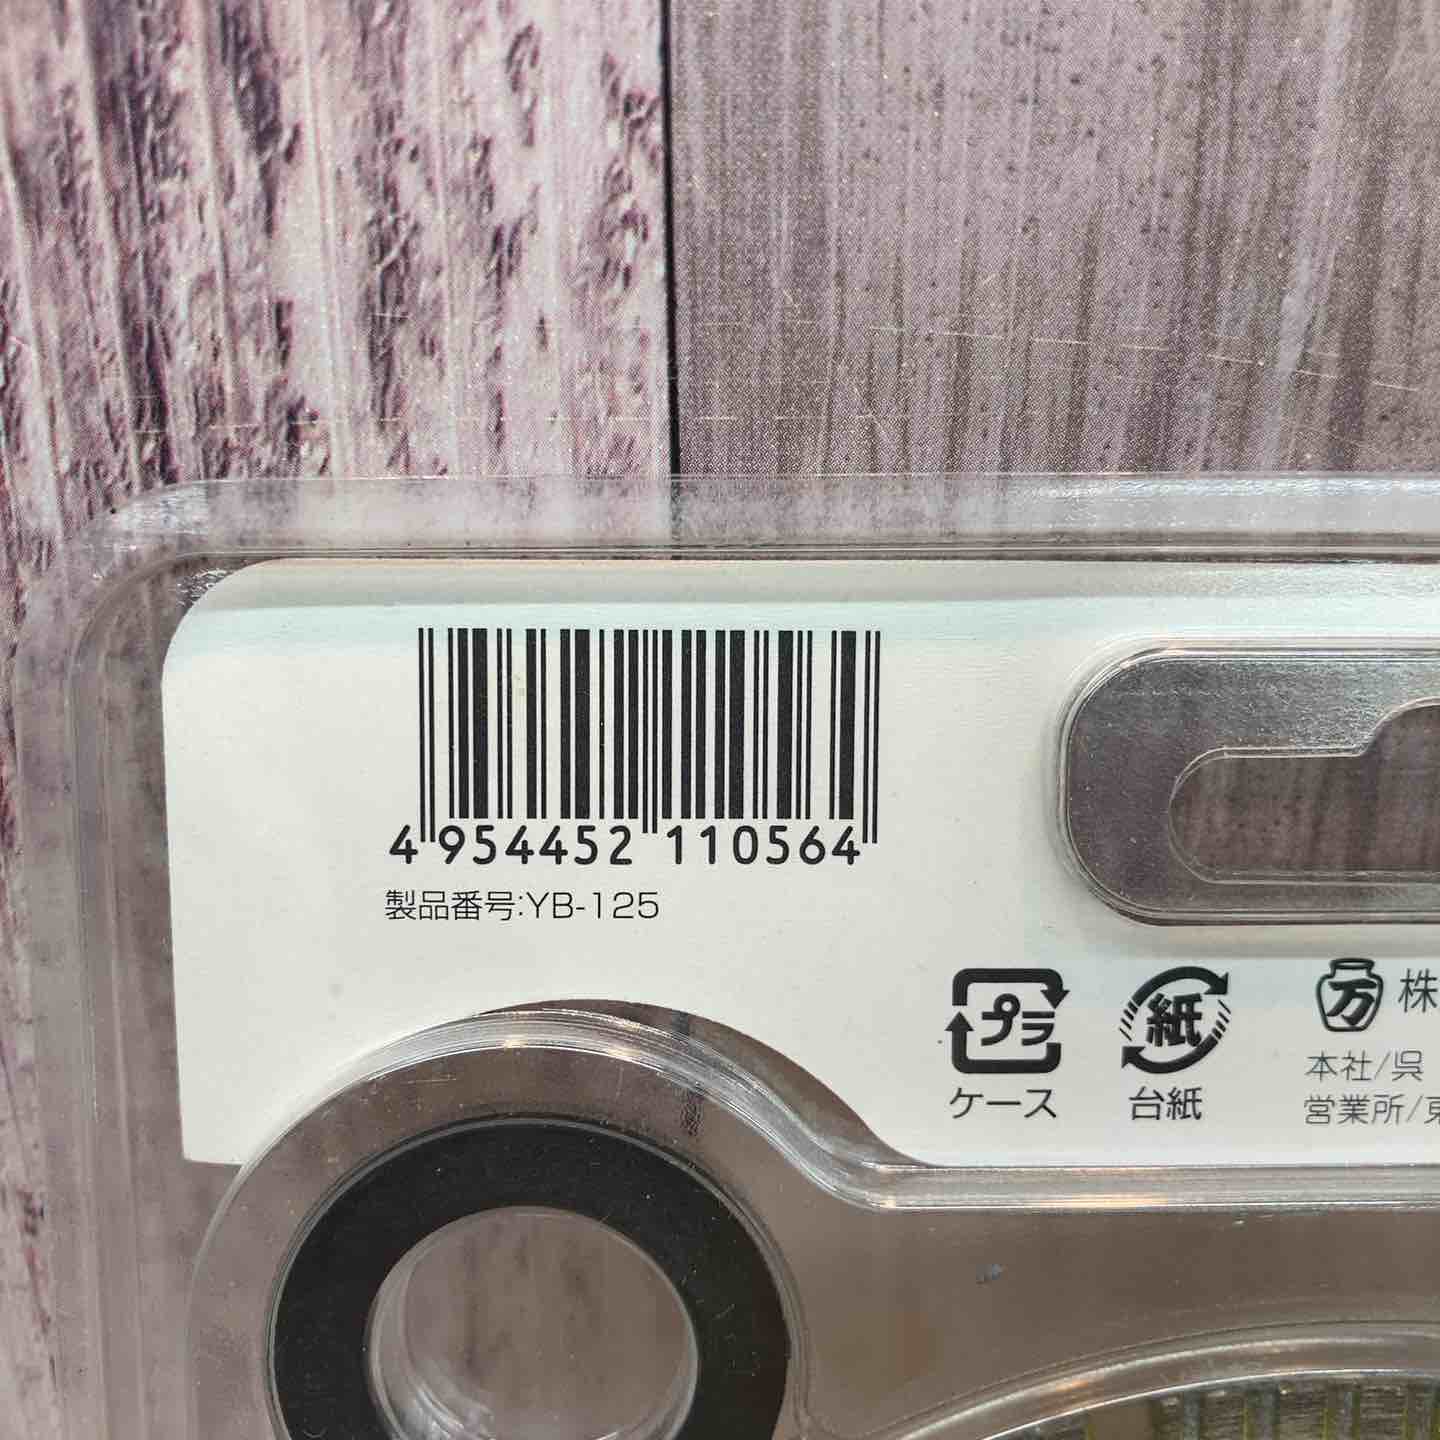 4 954452 110564
製品番号:YB-125
プラ
ケース
紙
台紙
万 株
本社/呉
営業所/東